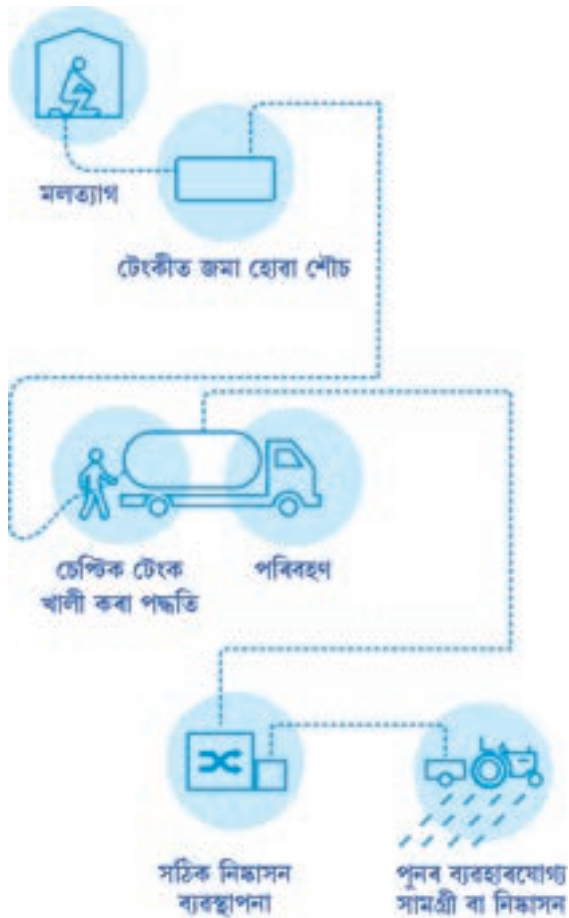 মলত্যাগ
টেংকীত জমা হোৱা শৌচ
চেপ্টিক টেংক
খালী কৰা পদ্ধতি
পৰিবহণ
সঠিক নিষ্কাসন
ব্যৱস্থাপনা
পুনৰ ব্যৱহাৰযোগ্য
সামগ্ৰী বা নিষ্কাসন